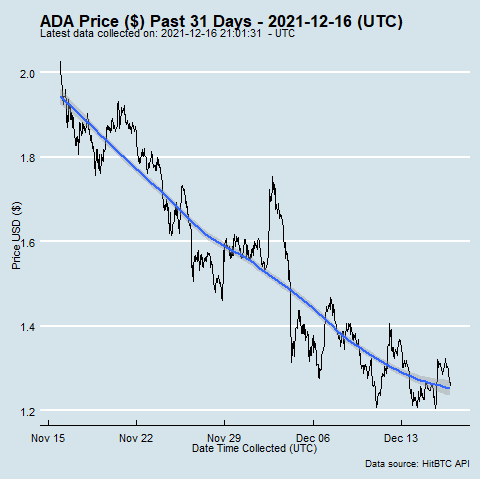 ADA Price ($) Past 31 Days - 2021-12-16 (UTC)
Latest data collected on: 2021-12-16 21:01:31  - UTC
2.0
1.8
1.6
1.4
1.2
Price USD ($)
Nov 15 Nov 22 Nov 29 Dec 06 Dec 13
Date Time Collected (UTC)
Data source: HitBTC API